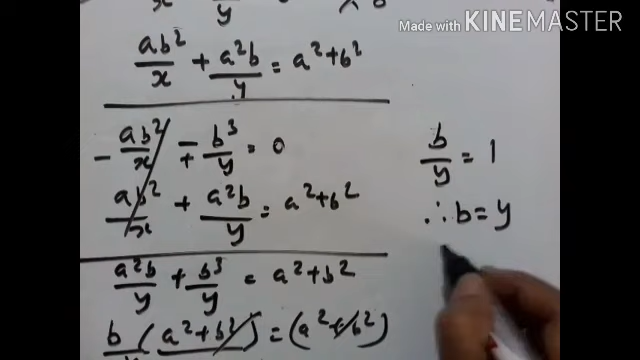 Made with KINEMASTER
x y
ab²/x + a²b/y = a²+b²
- ab²/x ∓ b³/y = 0
ab²/x + a²b/y = a²+b²
a²b/y + b³/y = a²+b²
b (a²+b²) = (a²+b²)
b/y = 1
∴ b = y